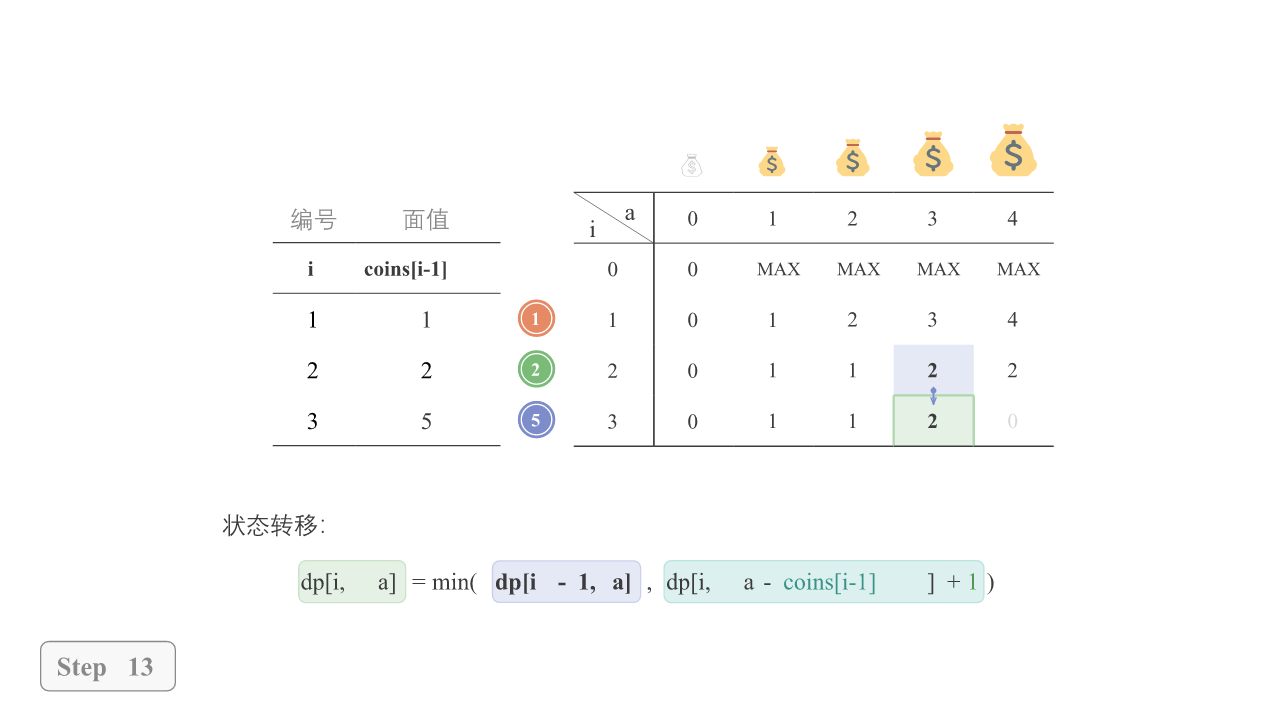 编号 面值
i coins[i-1]
1 1
2 2
3 5
1
2
5
$ $ $ $ $
i a 0 1 2 3 4
0 0 MAX MAX MAX MAX
1 0 1 2 3 4
2 0 1 1 2 2
3 0 1 1 2 0
状态转移：
dp[i, a] = min( dp[i - 1, a] , dp[i, a - coins[i-1] ] + 1 )
Step 13